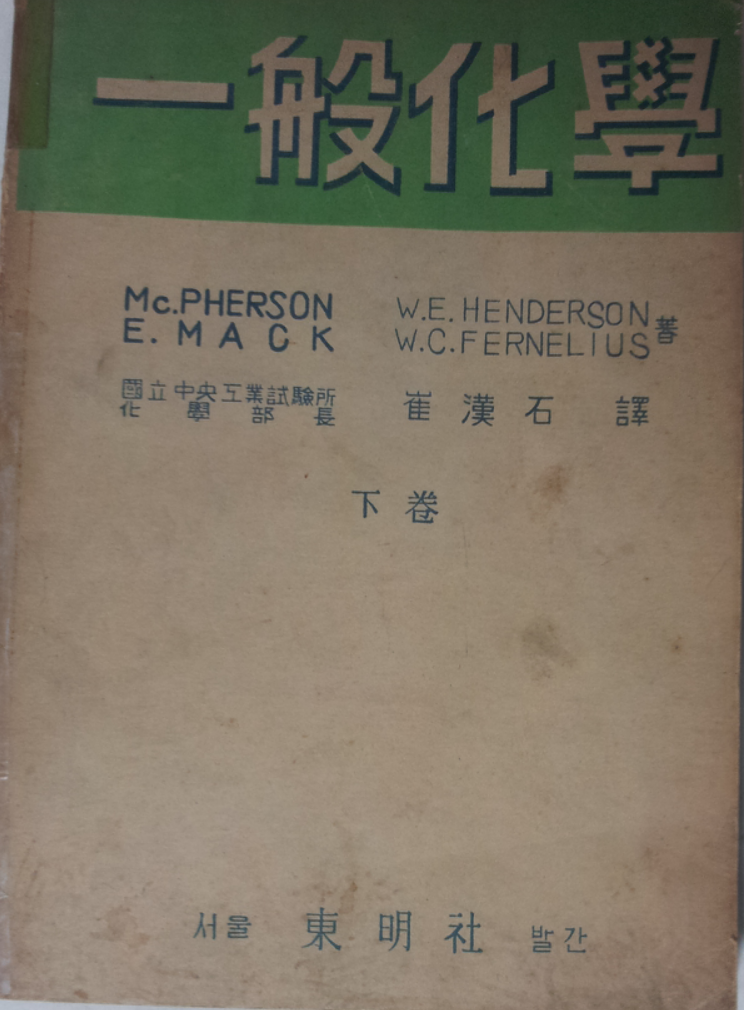 一般化學
Mc.PHERSON W.E.HENDERSON
E. MACK W.C.FERNELIUS 著
國立中央工業試驗所
化學部長 崔漢石 譯
下卷
서울 東明社 발간